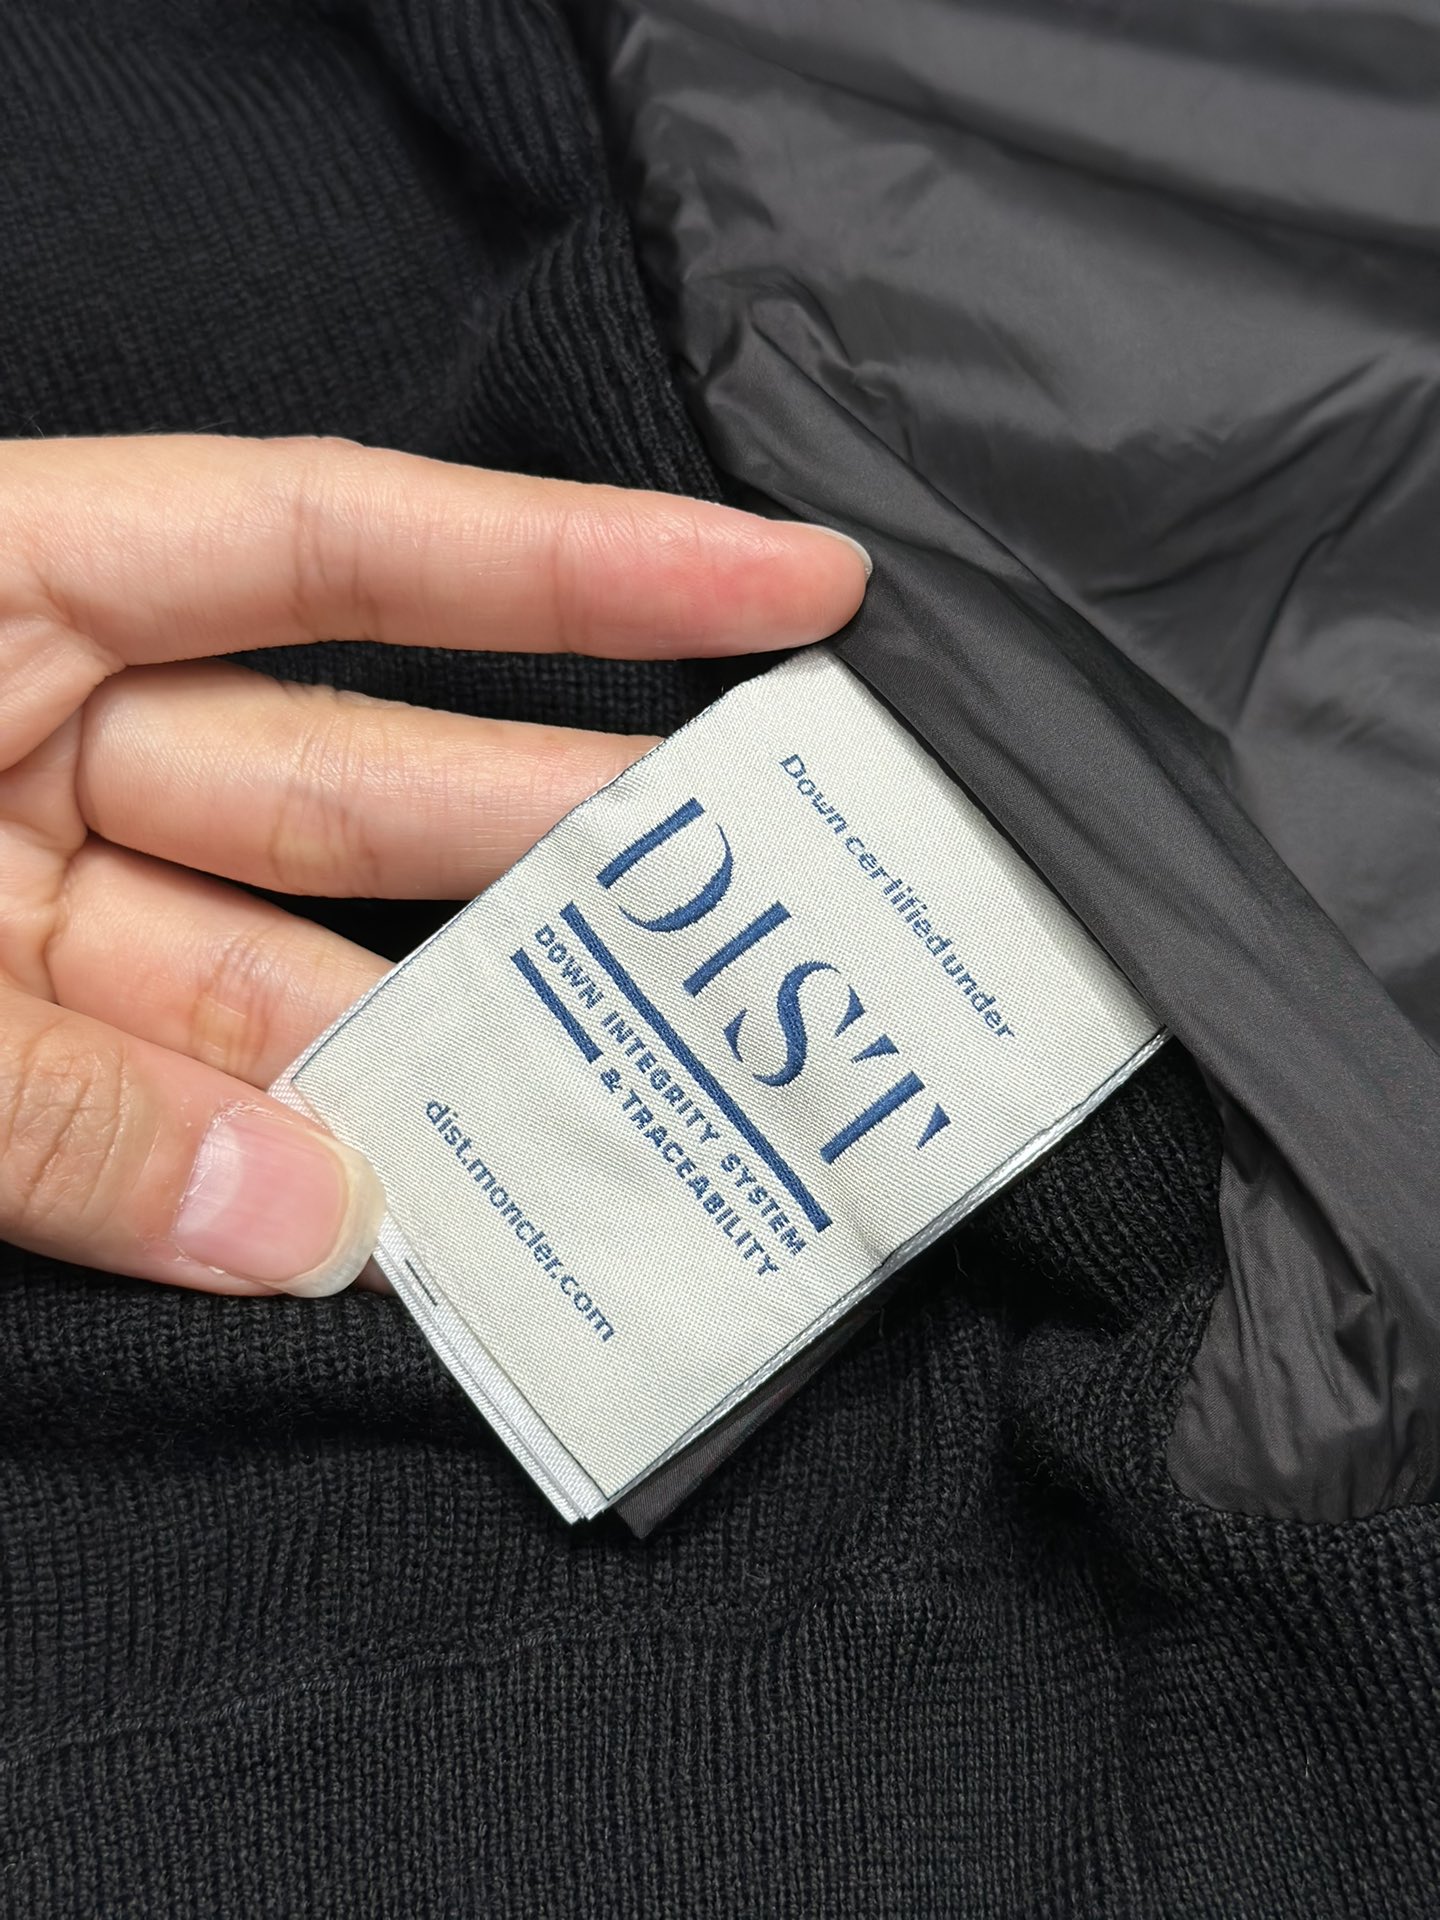 Down certified under
DIST
DOWN INTEGRITY SYSTEM
& TRACEABILITY
dist.moncler.com